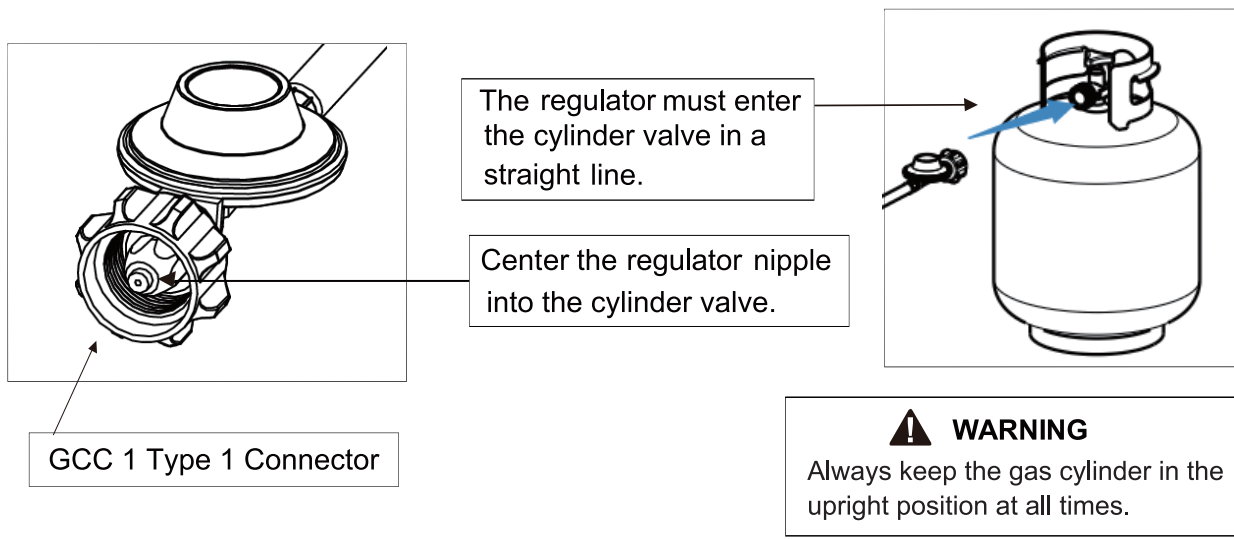 The regulator must enter
the cylinder valve in a
straight line.
Center the regulator nipple
into the cylinder valve.
GCC 1 Type 1 Connector
WARNING
Always keep the gas cylinder in the
upright position at all times.